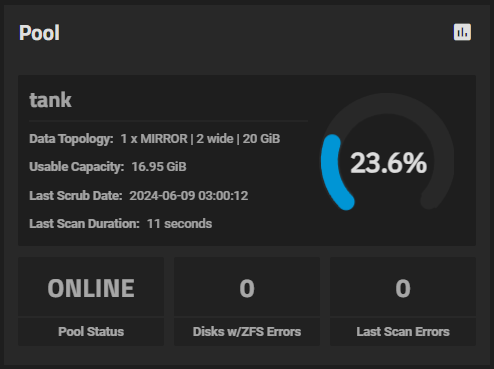 Pool
tank
Data Topology: 1 x MIRROR | 2 wide | 20 GiB
Usable Capacity: 16.95 GiB
Last Scrub Date: 2024-06-09 03:00:12
Last Scan Duration: 11 seconds
23.6%
ONLINE
Pool Status
0
Disks w/ZFS Errors
0
Last Scan Errors